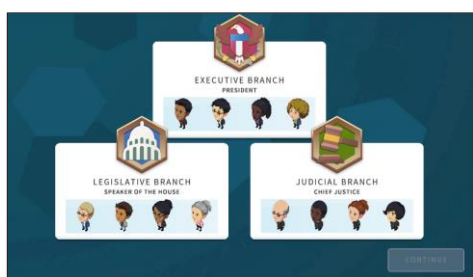 EXECUTIVE BRANCH
PRESIDENT
LEGISLATIVE BRANCH
SPEAKER OF THE HOUSE
JUDICIAL BRANCH
CHIEF JUSTICE
CONTINUE